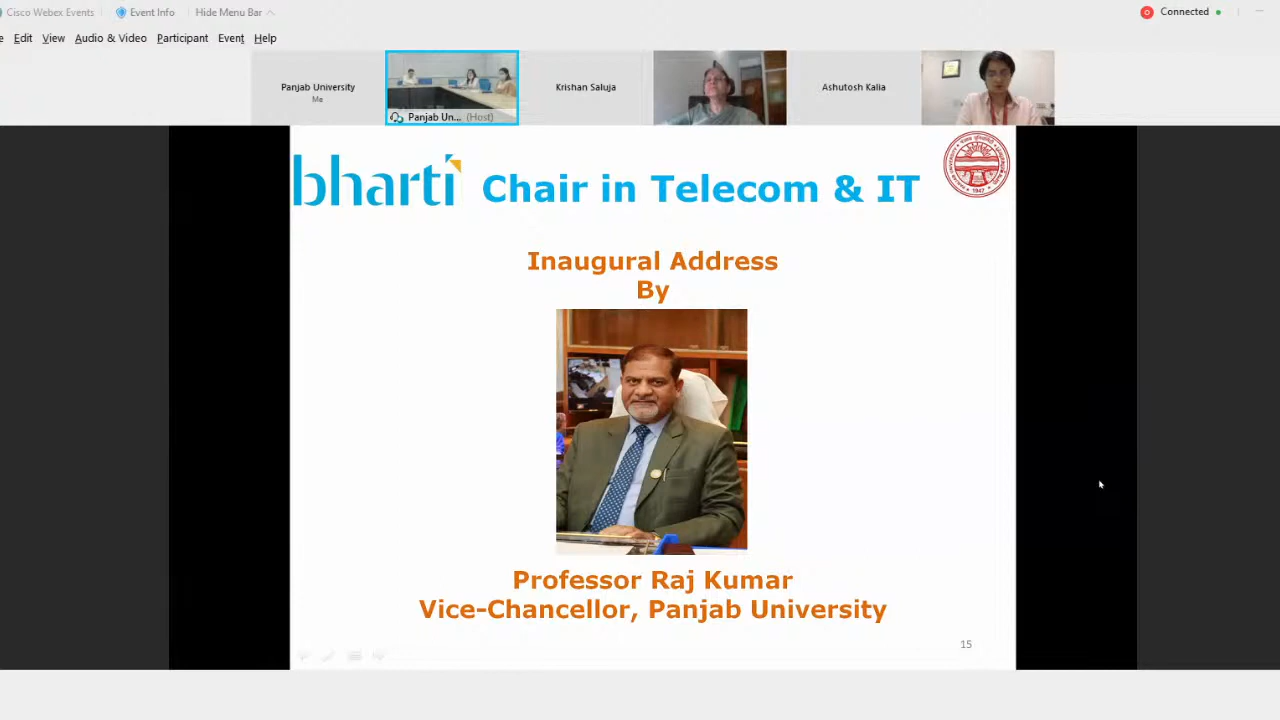 Cisco Webex Events
Event Info
Hide Menu Bar
Connected
Edit View Audio & Video Participant Event Help
Panjab University
Me
Panjab Un... (Host)
Krishan Saluja
Ashutosh Kalia
bharti Chair in Telecom & IT
1947
Inaugural Address
By
Professor Raj Kumar
Vice-Chancellor, Panjab University
15